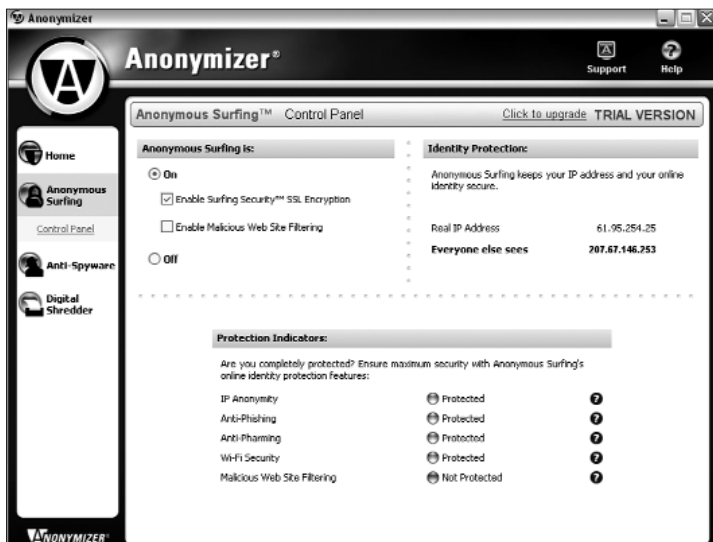 Anonymizer
Anonymizer®
Support
Help
Anonymous Surfing™ Control Panel
Click to upgrade TRIAL VERSION
Home
Anonymous
Surfing
Control Panel
Anti-Spyware
Digital
Shredder
Anonymous Surfing is:
On
Enable Surfing Security™ SSL Encryption
Enable Malicious Web Site Filtering
Off
Identity Protection:
Anonymous Surfing keeps your IP address and your online
identity secure.
Real IP Address 61.95.254.25
Everyone else sees 207.67.146.253
Protection Indicators:
Are you completely protected? Ensure maximum security with Anonymous Surfing's
online identity protection features:
IP Anonymity Protected ?
Anti-Phishing Protected ?
Anti-Pharming Protected ?
Wi-Fi Security Protected ?
Malicious Web Site Filtering Not Protected ?
ANONYMIZER®